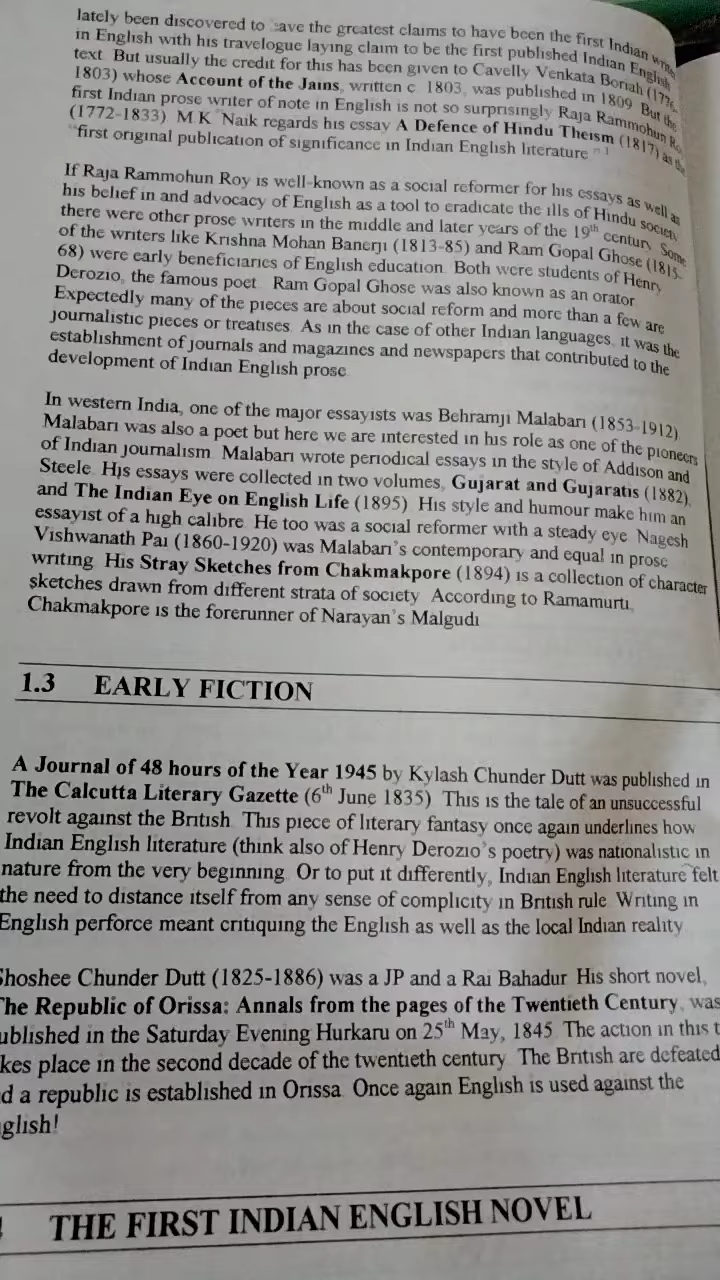 lately been discovered to have the greatest claims to have been the first Indian
in English with his travelogue laying claim to be the first published Indian English
text But usually the credit for this has been given to Cavelly Venkata Boriah (1776-
1803) whose Account of the Jains, written c 1803, was published in 1809 But the
first Indian prose writer of note in English is not so surprisingly Raja Rammohun
(1772-1833) M K Naik regards his essay A Defence of Hindu Theism (1817) as the
"first original publication of significance in Indian English literature " 1
If Raja Rammohun Roy is well-known as a social reformer for his essays as well as
his belief in and advocacy of English as a tool to eradicate the ills of Hindu society,
there were other prose writers in the middle and later years of the 19th century Some
of the writers like Krishna Mohan Banerji (1813-85) and Ram Gopal Ghose (1815-
68) were early beneficiaries of English education Both were students of Henry
Derozio, the famous poet Ram Gopal Ghose was also known as an orator
Expectedly many of the pieces are about social reform and more than a few are
journalistic pieces or treatises As in the case of other Indian languages, it was the
establishment of journals and magazines and newspapers that contributed to the
development of Indian English prose
In western India, one of the major essayists was Behramji Malabari (1853-1912)
Malabari was also a poet but here we are interested in his role as one of the pioneers
of Indian journalism Malabari wrote periodical essays in the style of Addison and
Steele His essays were collected in two volumes, Gujarat and Gujaratis (1882),
and The Indian Eye on English Life (1895) His style and humour make him an
essayist of a high calibre He too was a social reformer with a steady eye Nagesh
Vishwanath Pai (1860-1920) was Malabari's contemporary and equal in prose
writing His Stray Sketches from Chakmakpore (1894) is a collection of character
sketches drawn from different strata of society According to Ramamurti,
Chakmakpore is the forerunner of Narayan's Malgudi
1.3 EARLY FICTION
A Journal of 48 hours of the Year 1945 by Kylash Chunder Dutt was published in
The Calcutta Literary Gazette (6th June 1835) This is the tale of an unsuccessful
revolt against the British This piece of literary fantasy once again underlines how
Indian English literature (think also of Henry Derozio's poetry) was nationalistic in
nature from the very beginning Or to put it differently, Indian English literature felt
the need to distance itself from any sense of complicity in British rule Writing in
English perforce meant critiquing the English as well as the local Indian reality
Shoshee Chunder Dutt (1825-1886) was a JP and a Rai Bahadur His short novel,
The Republic of Orissa: Annals from the pages of the Twentieth Century, was
ublished in the Saturday Evening Hurkaru on 25th May, 1845 The action in this t
kes place in the second decade of the twentieth century The British are defeated
d a republic is established in Orissa Once again English is used against the
glish!
THE FIRST INDIAN ENGLISH NOVEL